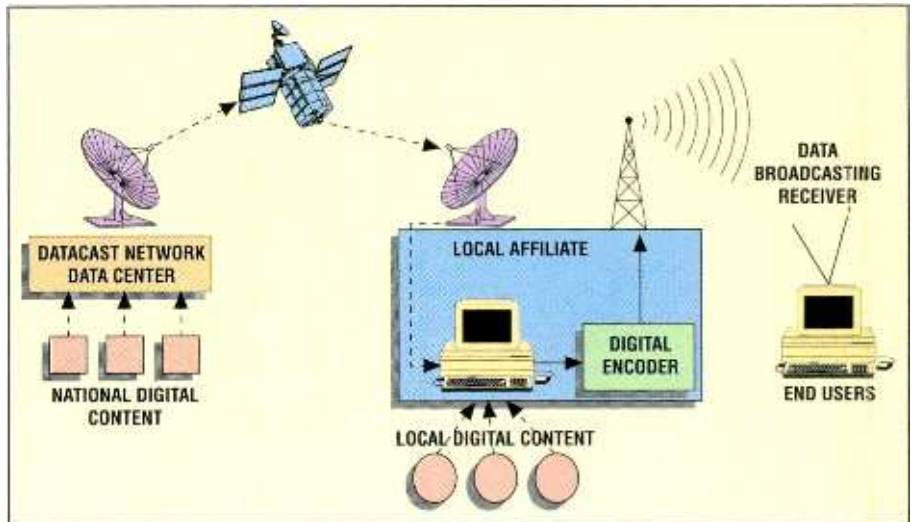 DATACAST NETWORK
DATA CENTER
NATIONAL DIGITAL
CONTENT
LOCAL AFFILIATE
DIGITAL
ENCODER
LOCAL DIGITAL CONTENT
DATA
BROADCASTING
RECEIVER
END USERS